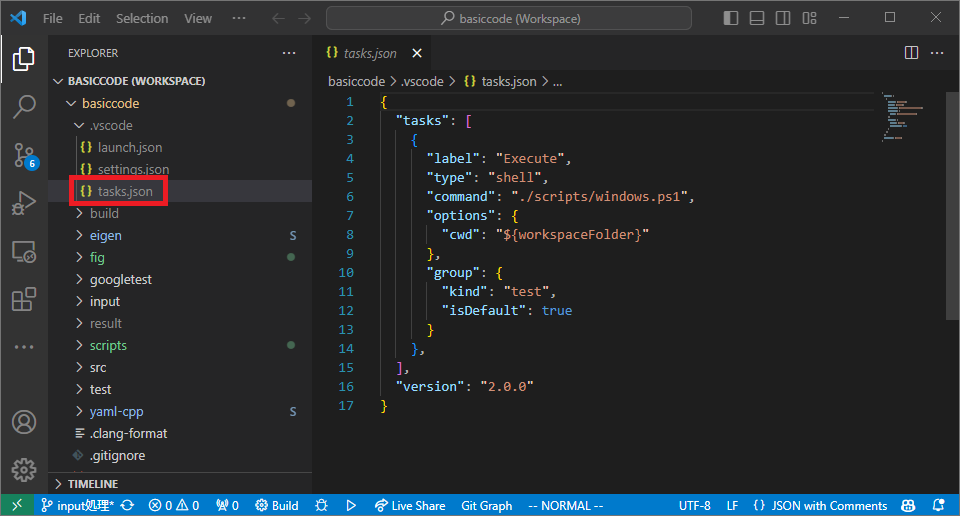 File Edit Selection View ··· basiccode (Workspace)
EXPLORER ···
BASICCODE (WORKSPACE)
basiccode
.vscode
{} launch.json
{} settings.json
{} tasks.json
build
eigen S
fig
googletest
input
result
scripts
src
test
yaml-cpp S
.clang-format
.gitignore
TIMELINE
6
{} tasks.json
basiccode > .vscode > {} tasks.json > ...
1 {
2 "tasks": [
3 {
4 "label": "Execute",
5 "type": "shell",
6 "command": "./scripts/windows.ps1",
7 "options": {
8 "cwd": "${workspaceFolder}"
9 },
10 "group": {
11 "kind": "test",
12 "isDefault": true
13 }
14 },
15 ],
16 "version": "2.0.0"
17 }
input処理* 0 0 0 Build Live Share Git Graph -- NORMAL -- UTF-8 LF {} JSON with Comments